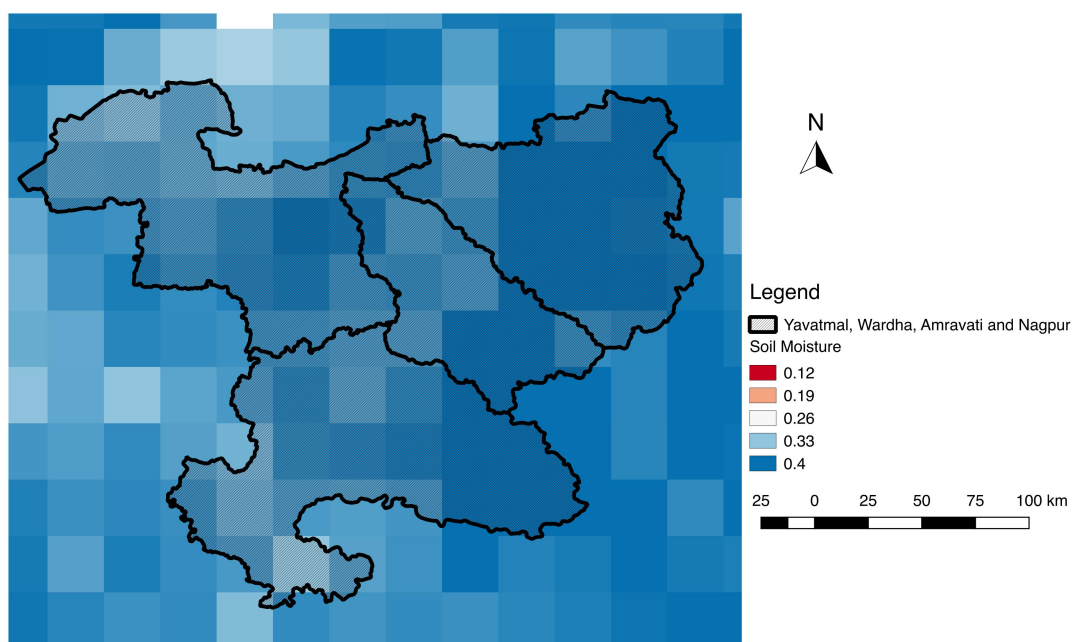 N
Legend
Yavatmal, Wardha, Amravati and Nagpur
Soil Moisture
0.12
0.19
0.26
0.33
0.4
25 0 25 50 75 100 km